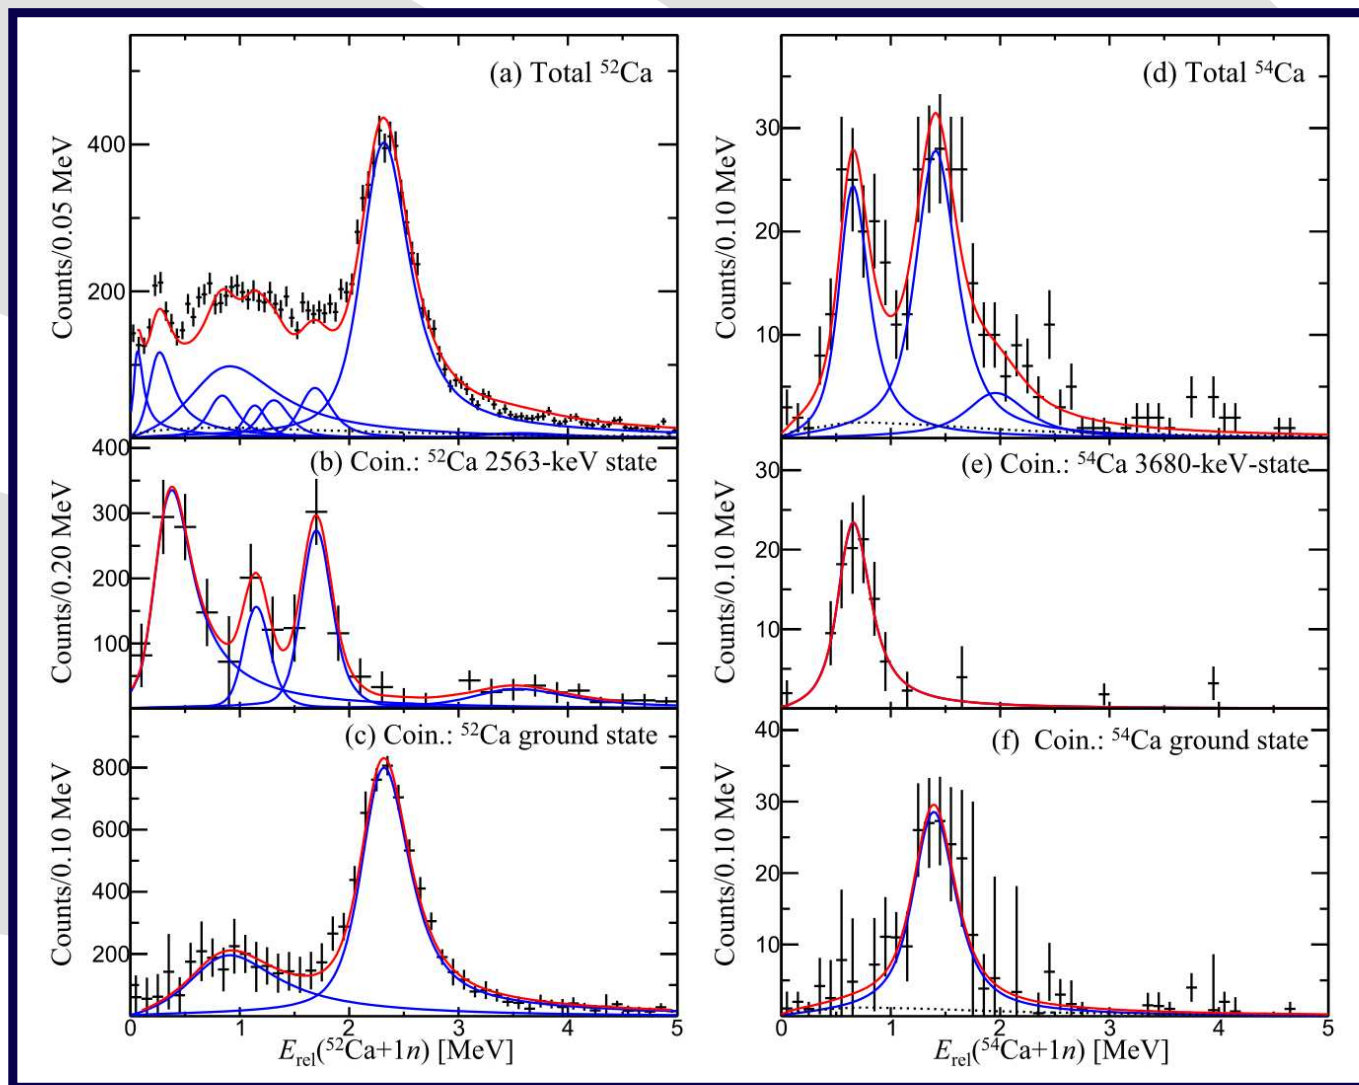 (a) Total ⁵²Ca
Counts/0.05 MeV
400
200
(b) Coin.: ⁵²Ca 2563-keV state
Counts/0.20 MeV
400
300
200
100
(c) Coin.: ⁵²Ca ground state
Counts/0.10 MeV
800
600
400
200
0 1 2 3 4 5
E_rel(⁵²Ca+1n) [MeV]
(d) Total ⁵⁴Ca
Counts/0.10 MeV
30
20
10
(e) Coin.: ⁵⁴Ca 3680-keV-state
Counts/0.10 MeV
30
20
10
(f) Coin.: ⁵⁴Ca ground state
Counts/0.10 MeV
40
30
20
10
0 1 2 3 4 5
E_rel(⁵⁴Ca+1n) [MeV]